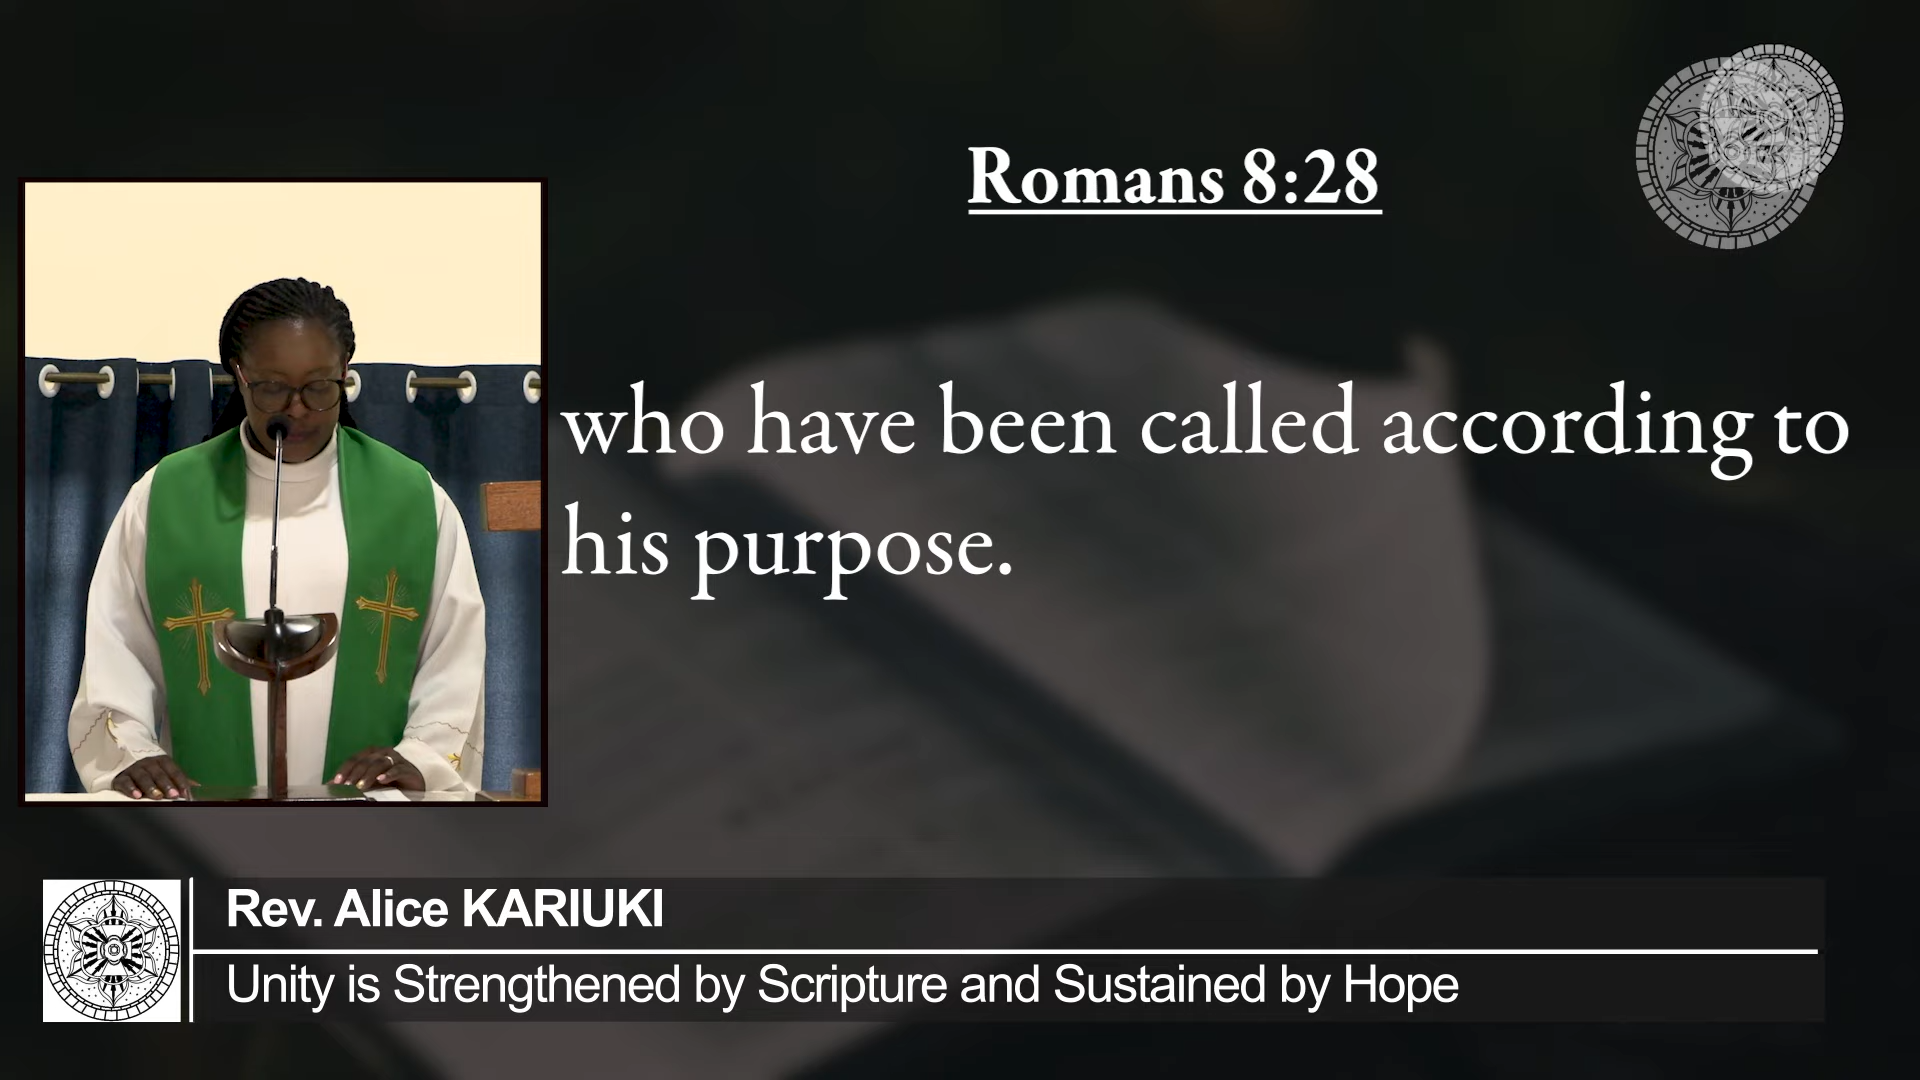 Romans 8:28
who have been called according to
his purpose.
Rev. Alice KARIUKI
Unity is Strengthened by Scripture and Sustained by Hope